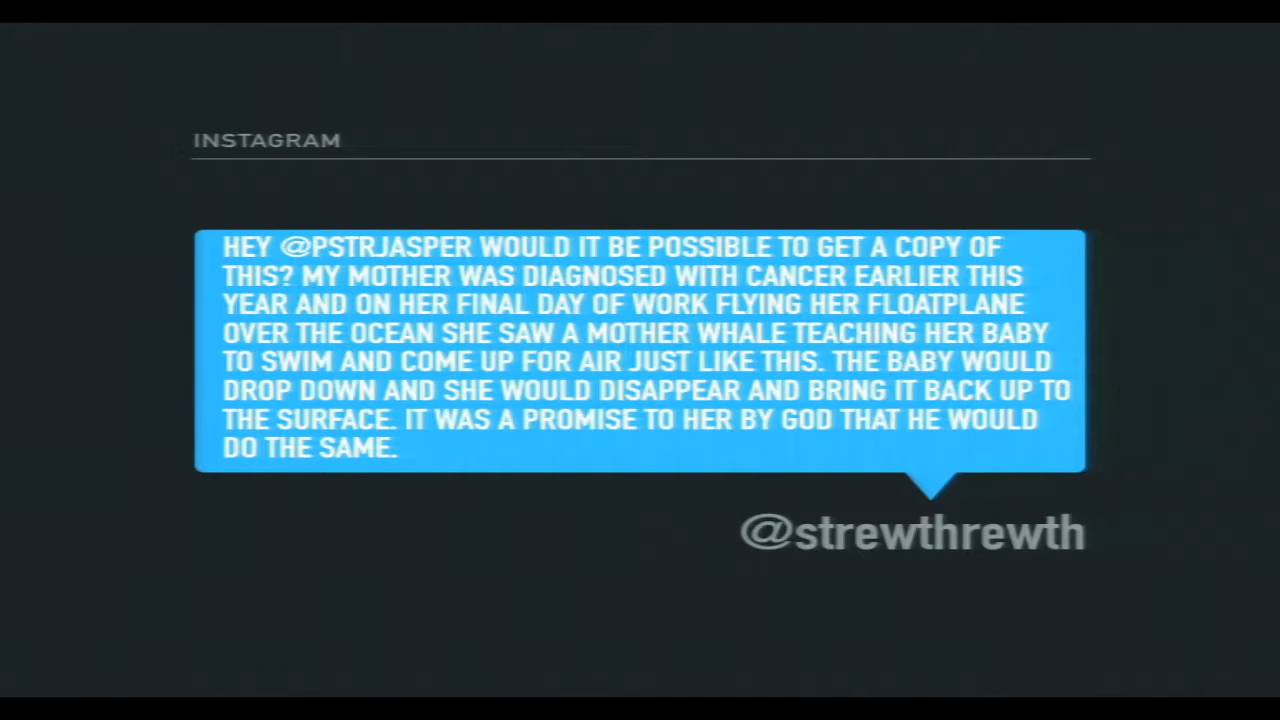 INSTAGRAM
HEY @PSTRJASPER WOULD IT BE POSSIBLE TO GET A COPY OF
THIS? MY MOTHER WAS DIAGNOSED WITH CANCER EARLIER THIS
YEAR AND ON HER FINAL DAY OF WORK FLYING HER FLOATPLANE
OVER THE OCEAN SHE SAW A MOTHER WHALE TEACHING HER BABY
TO SWIM AND COME UP FOR AIR JUST LIKE THIS. THE BABY WOULD
DROP DOWN AND SHE WOULD DISAPPEAR AND BRING IT BACK UP TO
THE SURFACE. IT WAS A PROMISE TO HER BY GOD THAT HE WOULD
DO THE SAME.
@strewthrewth